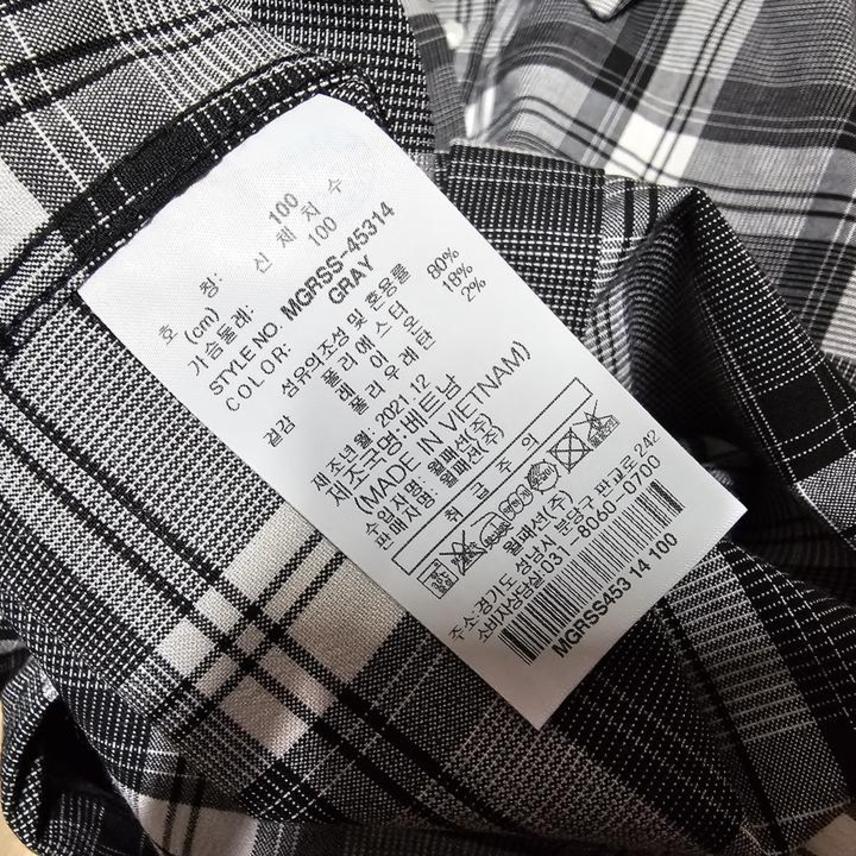 호 칭: 100
(cm) 신 체 치 수
가슴둘레: 100
STYLE NO. MGRSS-45314
COLOR: GRAY
섬유의조성 및 혼용률
겉감 폴 리 에 스 터 80%
레 이 온 18%
폴 리 우 레 탄 2%
제 조년 월: 2021.12
제조국명: 베트남
(MADE IN VIETNAM)
수입자명: 월패션(주)
판매자명: 월패션(주)
취 급 주 의
월패션(주)
주소:경기도 성남시 분당구 판교로 242
소비자상담실 031-8060-0700
MGRSS453 14 100